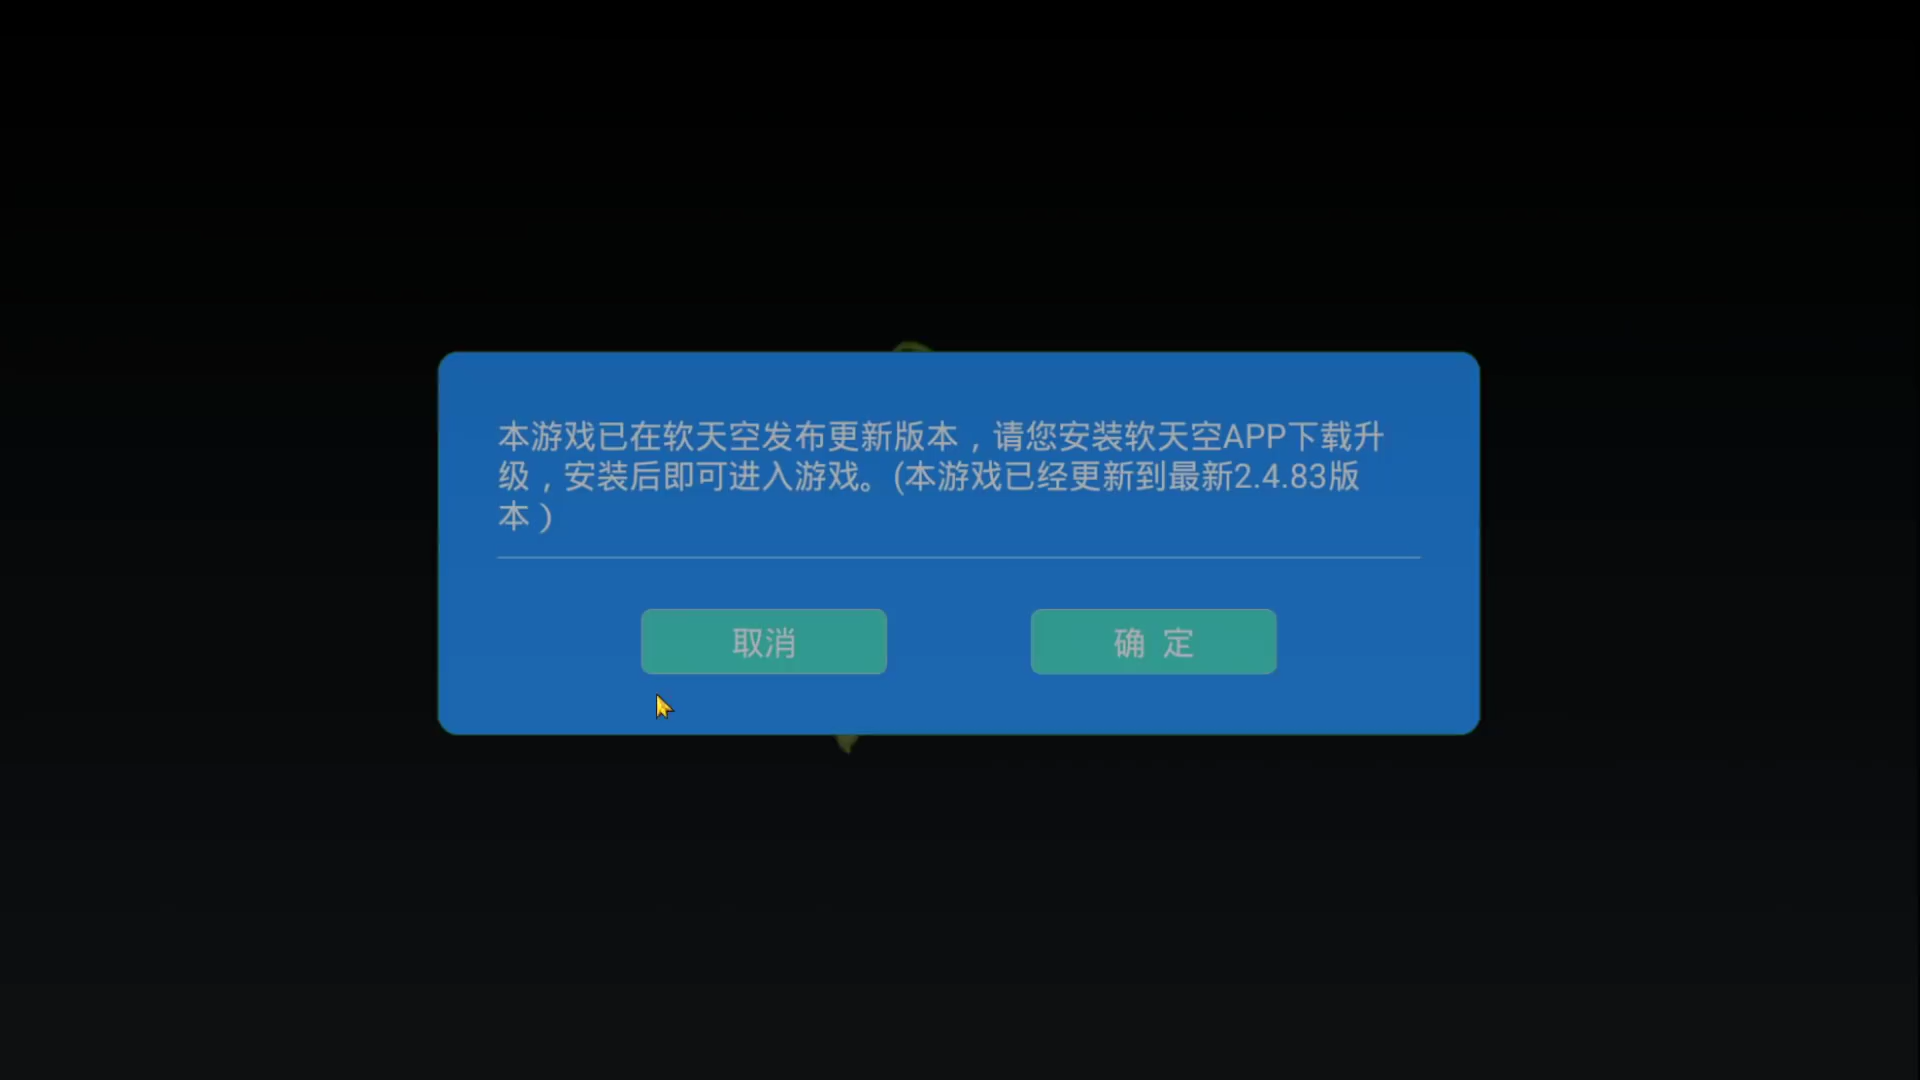 本游戏已在软天空发布更新版本，请您安装软天空APP下载升
级，安装后即可进入游戏。(本游戏已经更新到最新2.4.83版
本）
取消
确 定